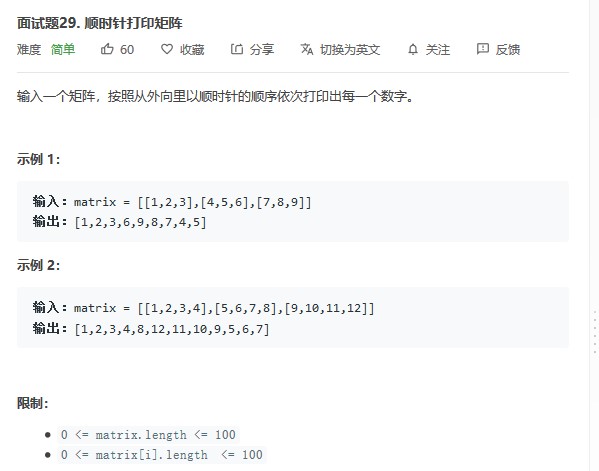 面试题29. 顺时针打印矩阵
难度 简单 60 收藏 分享 切换为英文 关注 反馈
输入一个矩阵，按照从外向里以顺时针的顺序依次打印出每一个数字。
示例 1：
输入：matrix = [[1,2,3],[4,5,6],[7,8,9]]
输出：[1,2,3,6,9,8,7,4,5]
示例 2：
输入：matrix = [[1,2,3,4],[5,6,7,8],[9,10,11,12]]
输出：[1,2,3,4,8,12,11,10,9,5,6,7]
限制：
0 <= matrix.length <= 100
0 <= matrix[i].length  <= 100